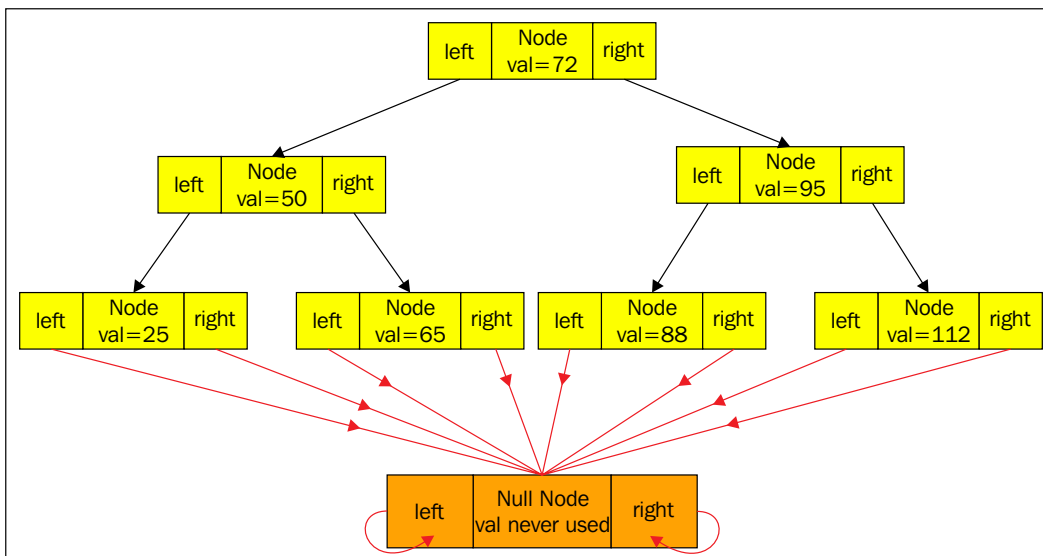 left
Node
val=72
right
left
Node
val=50
right
left
Node
val=95
right
left
Node
val=25
right
left
Node
val=65
right
left
Node
val=88
right
left
Node
val=112
right
left
Null Node
val never used
right